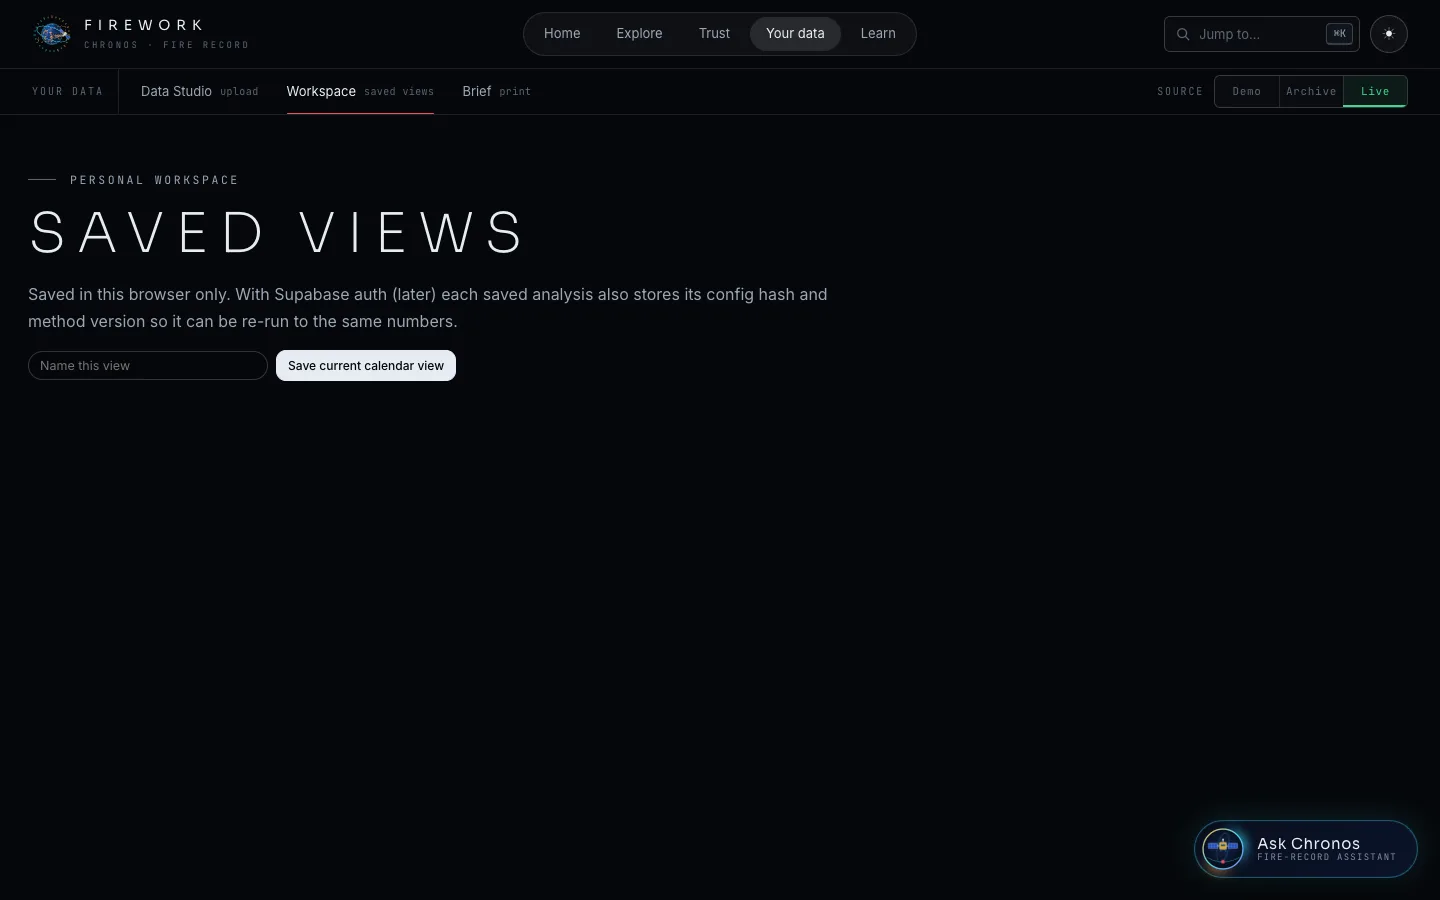 FIREWORK
CHRONOS · FIRE RECORD
Home Explore Trust Your data Learn
Jump to... ⌘K
YOUR DATA
Data Studio upload
Workspace saved views
Brief print
SOURCE
Demo Archive Live
PERSONAL WORKSPACE
SAVED VIEWS
Saved in this browser only. With Supabase auth (later) each saved analysis also stores its config hash and
method version so it can be re-run to the same numbers.
Name this view
Save current calendar view
Ask Chronos
FIRE-RECORD ASSISTANT